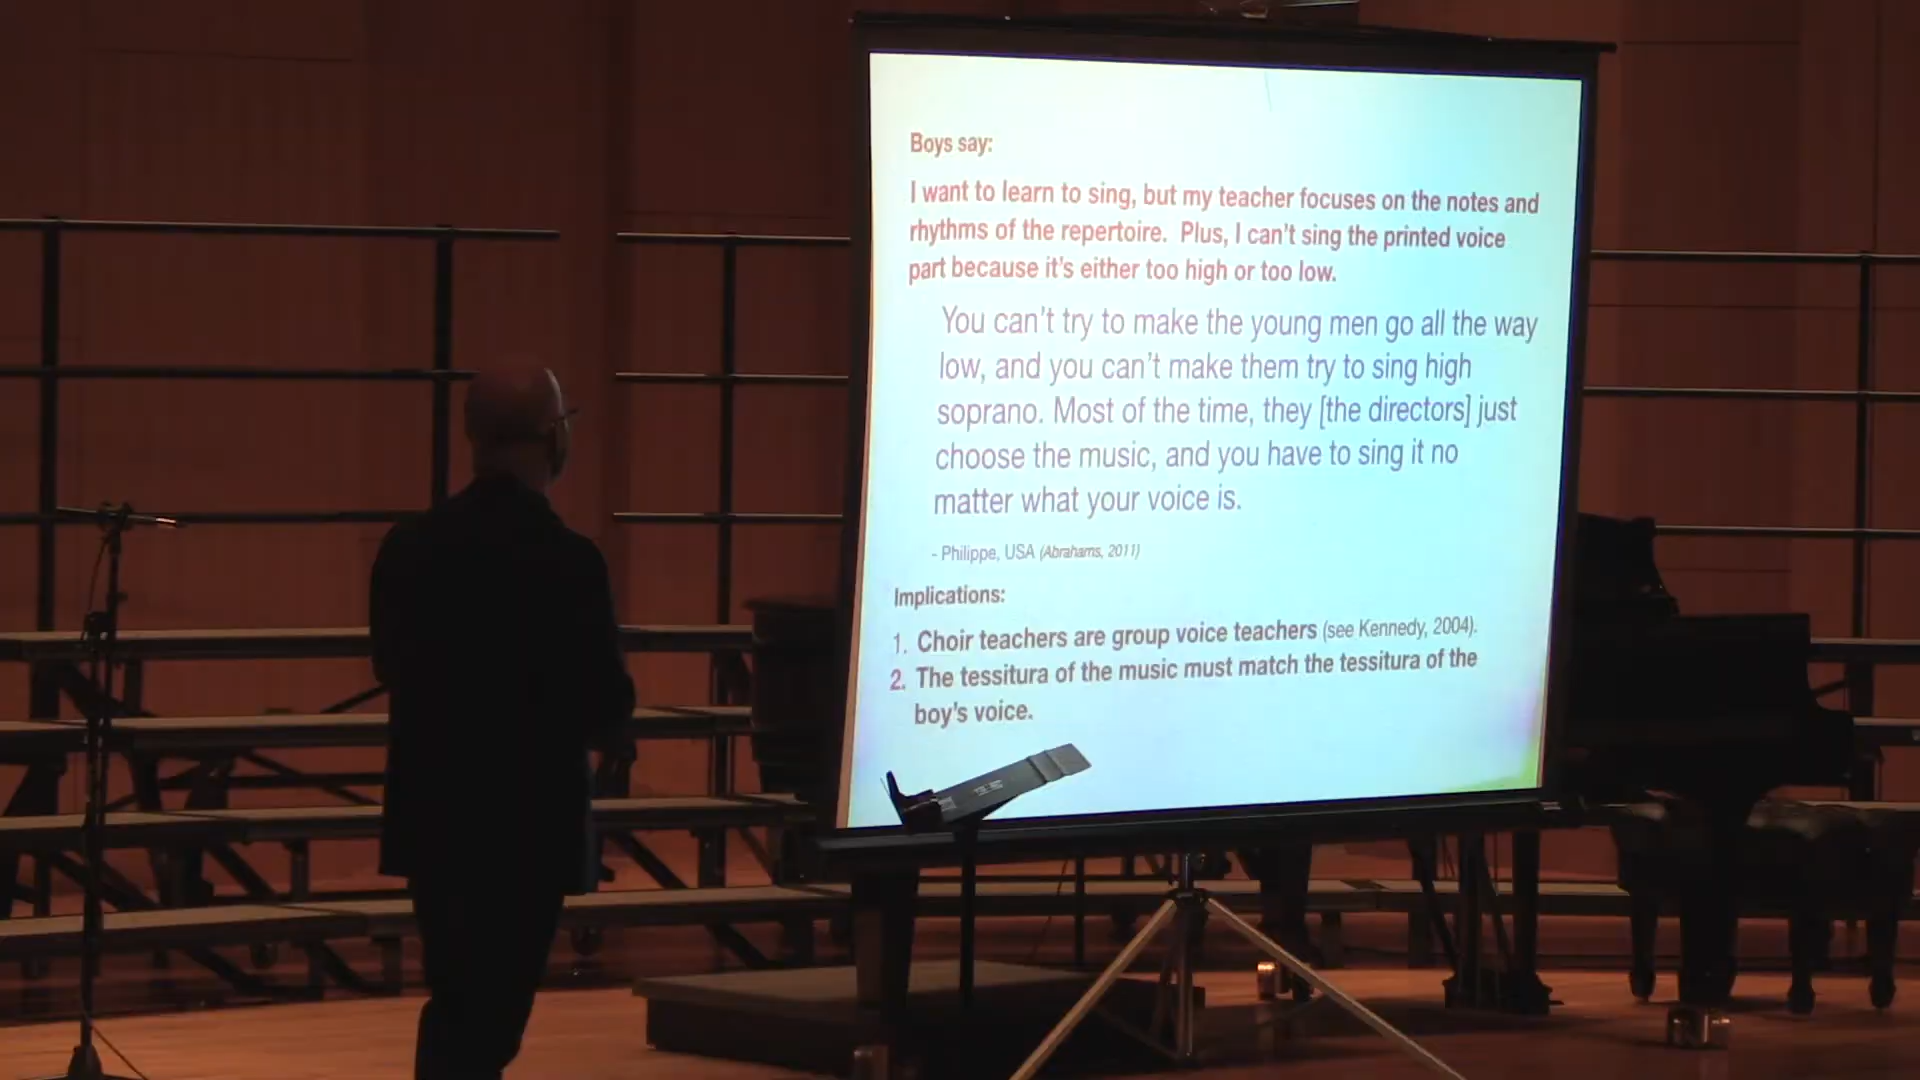 Boys say:
I want to learn to sing, but my teacher focuses on the notes and
rhythms of the repertoire. Plus, I can't sing the printed voice
part because it's either too high or too low.
You can't try to make the young men go all the way
low, and you can't make them try to sing high
soprano. Most of the time, they [the directors] just
choose the music, and you have to sing it no
matter what your voice is.
- Philippe, USA (Abrahams, 2011)
Implications:
1. Choir teachers are group voice teachers (see Kennedy, 2004).
2. The tessitura of the music must match the tessitura of the
boy's voice.